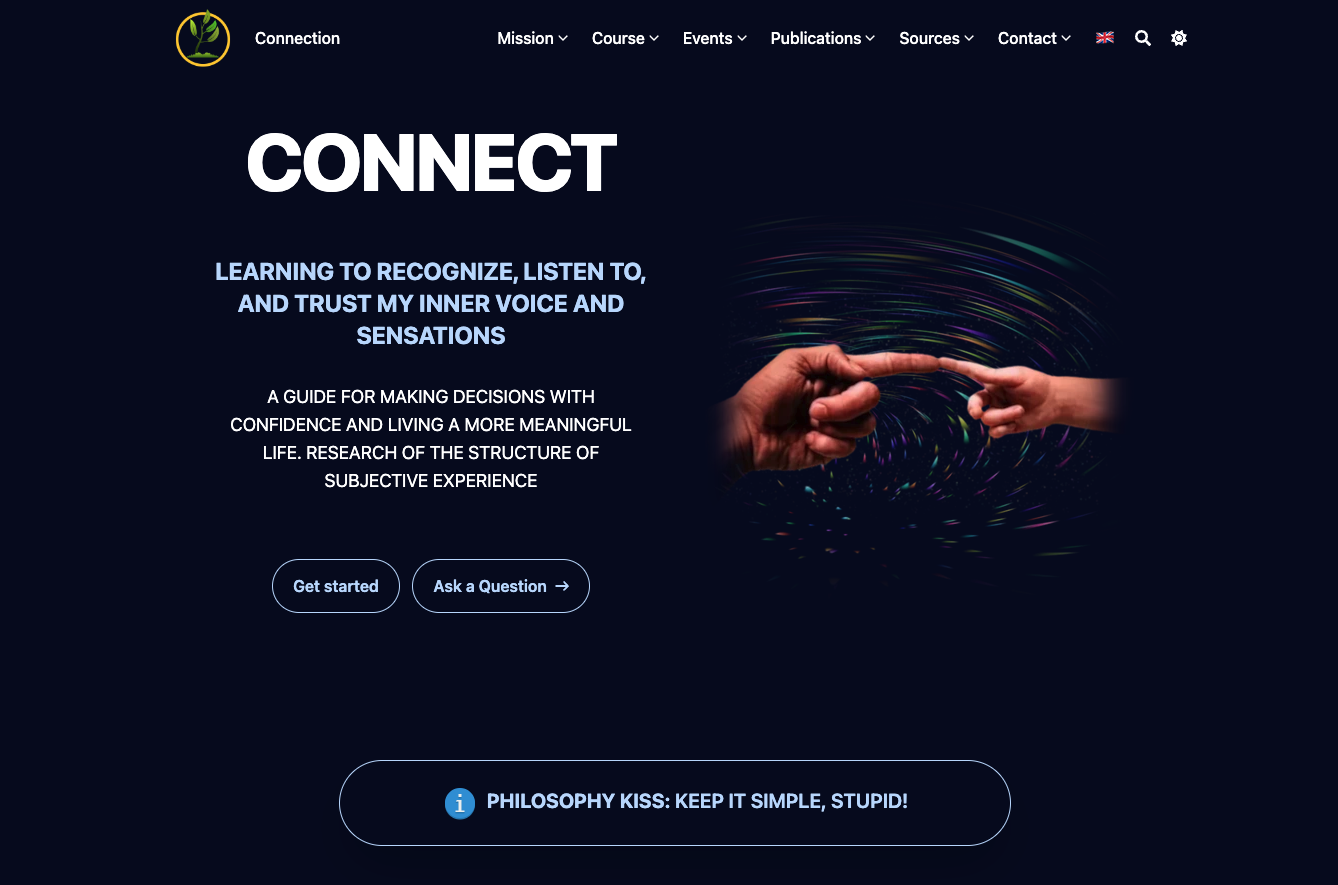 Connection
Mission
Course
Events
Publications
Sources
Contact
CONNECT
LEARNING TO RECOGNIZE, LISTEN TO,
AND TRUST MY INNER VOICE AND
SENSATIONS
A GUIDE FOR MAKING DECISIONS WITH
CONFIDENCE AND LIVING A MORE MEANINGFUL
LIFE. RESEARCH OF THE STRUCTURE OF
SUBJECTIVE EXPERIENCE
Get started
Ask a Question →
i PHILOSOPHY KISS: KEEP IT SIMPLE, STUPID!